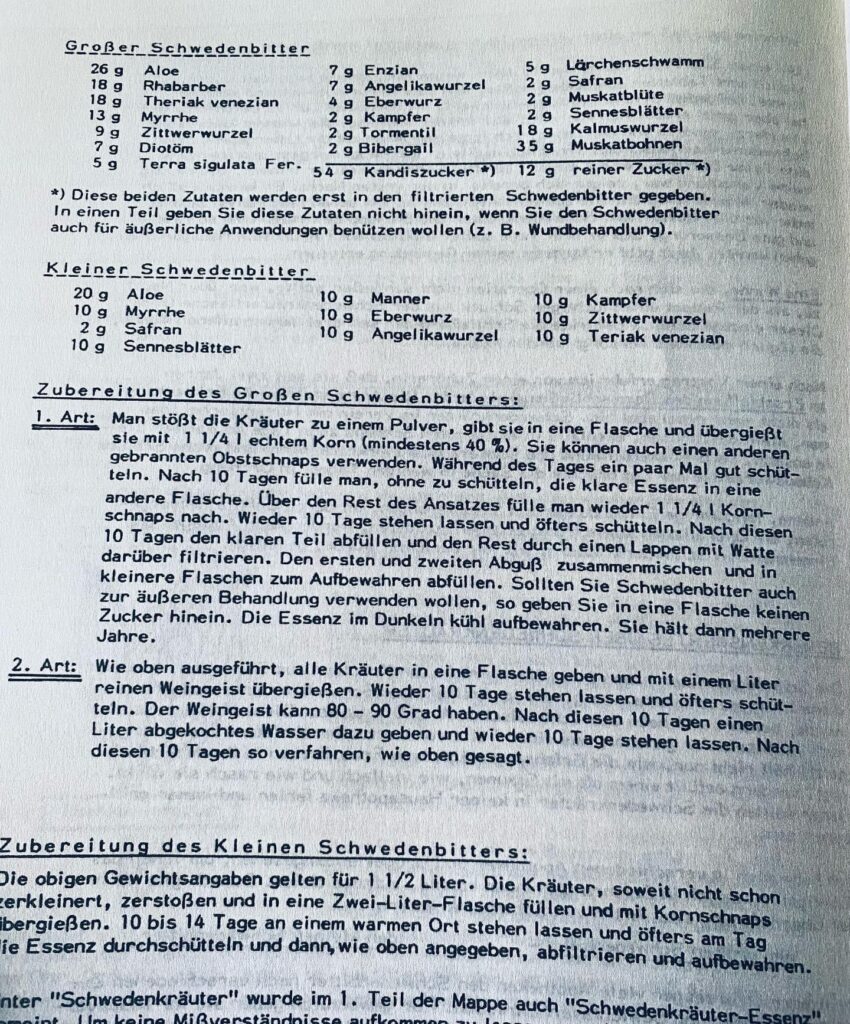 Großer Schwedenbitter
26 g Aloe 7 g Enzian 5 g Lärchenschwamm
18 g Rhabarber 7 g Angelikawurzel 2 g Safran
18 g Theriak venezian 4 g Eberwurz 2 g Muskatblüte
13 g Myrrhe 2 g Kampfer 2 g Sennesblätter
9 g Zittwerwurzel 2 g Tormentil 18 g Kalmuswurzel
7 g Diotöm 2 g Bibergail 35 g Muskatbohnen
5 g Terra sigulata Fer. 54 g Kandiszucker *) 12 g reiner Zucker *)
*) Diese beiden Zutaten werden erst in den filtrierten Schwedenbitter gegeben.
In einen Teil geben Sie diese Zutaten nicht hinein, wenn Sie den Schwedenbitter
auch für äußerliche Anwendungen benützen wollen (z. B. Wundbehandlung).
Kleiner Schwedenbitter
20 g Aloe 10 g Manner 10 g Kampfer
10 g Myrrhe 10 g Eberwurz 10 g Zittwerwurzel
2 g Safran 10 g Angelikawurzel 10 g Teriak venezian
10 g Sennesblätter
Zubereitung des Großen Schwedenbitters:
1. Art: Man stößt die Kräuter zu einem Pulver, gibt sie in eine Flasche und übergießt
sie mit 1 1/4 l echtem Korn (mindestens 40 %). Sie können auch einen anderen
gebrannten Obstschnaps verwenden. Während des Tages ein paar Mal gut schüt-
teln. Nach 10 Tagen fülle man, ohne zu schütteln, die klare Essenz in eine
andere Flasche. Über den Rest des Ansatzes fülle man wieder 1 1/4 l Korn-
schnaps nach. Wieder 10 Tage stehen lassen und öfters schütteln. Nach diesen
10 Tagen den klaren Teil abfüllen und den Rest durch einen Lappen mit Watte
darüber filtrieren. Den ersten und zweiten Abguß zusammenmischen und in
kleinere Flaschen zum Aufbewahren abfüllen. Sollten Sie Schwedenbitter auch
zur äußeren Behandlung verwenden wollen, so geben Sie in eine Flasche keinen
Zucker hinein. Die Essenz im Dunkeln kühl aufbewahren. Sie hält dann mehrere
Jahre.
2. Art: Wie oben ausgeführt, alle Kräuter in eine Flasche geben und mit einem Liter
reinen Weingeist übergießen. Wieder 10 Tage stehen lassen und öfters schüt-
teln. Der Weingeist kann 80 - 90 Grad haben. Nach diesen 10 Tagen einen
Liter abgekochtes Wasser dazu geben und wieder 10 Tage stehen lassen. Nach
diesen 10 Tagen so verfahren, wie oben gesagt.
Zubereitung des Kleinen Schwedenbitters:
Die obigen Gewichtsangaben gelten für 1 1/2 Liter. Die Kräuter, soweit nicht schon
zerkleinert, zerstoßen und in eine Zwei-Liter-Flasche füllen und mit Kornschnaps
übergießen. 10 bis 14 Tage an einem warmen Ort stehen lassen und öfters am Tag
die Essenz durchschütteln und dann, wie oben angegeben, abfiltrieren und aufbewahren.
nter "Schwedenkräuter" wurde im 1. Teil der Mappe auch "Schwedenkräuter-Essenz"
Um keine Mißverständnisse aufkommen zu